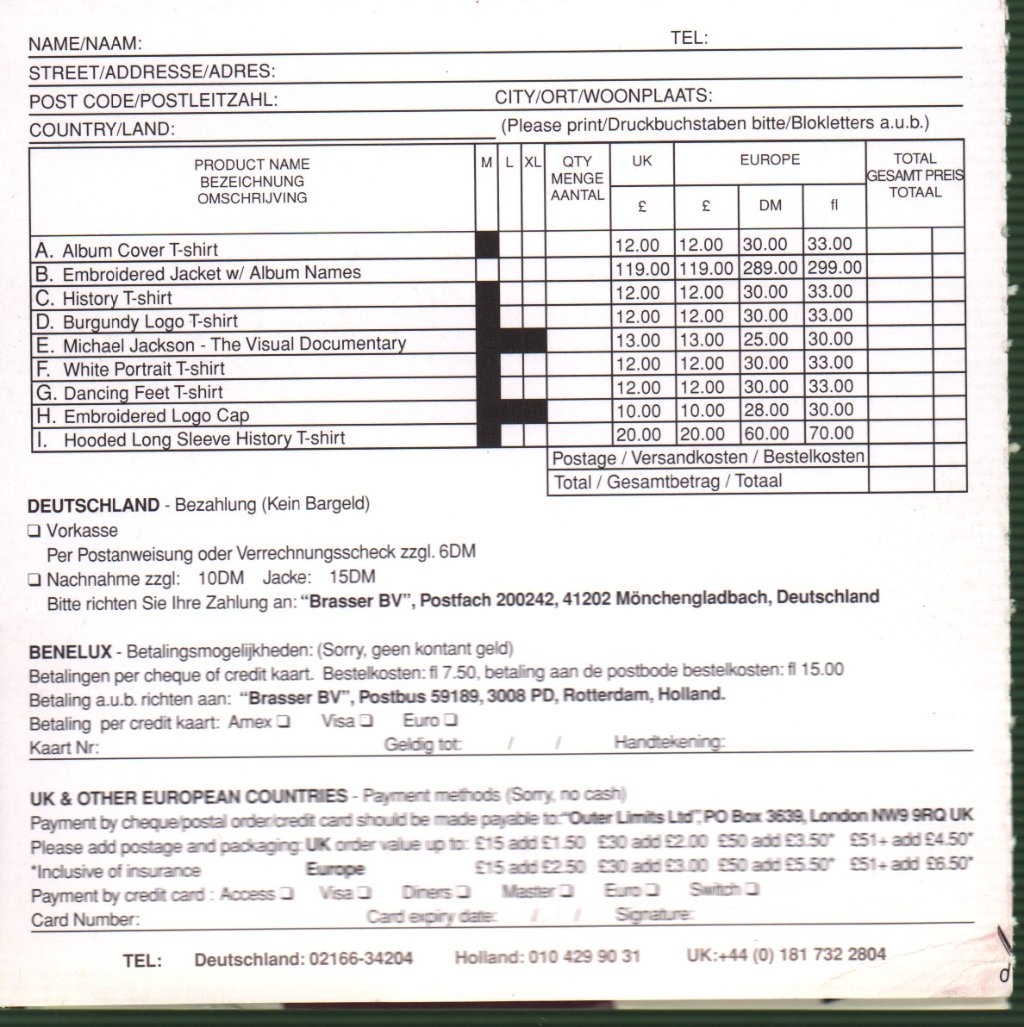 NAME/NAAM: TEL:
STREET/ADDRESSE/ADRES:
POST CODE/POSTLEITZAHL: CITY/ORT/WOONPLAATS:
COUNTRY/LAND: (Please print/Druckbuchstaben bitte/Blokletters a.u.b.)
PRODUCT NAME M L XL QTY UK EUROPE TOTAL
BEZEICHNUNG MENGE GESAMT PREIS
OMSCHRIJVING AANTAL £ £ DM fl TOTAAL
A. Album Cover T-shirt 12.00 12.00 30.00 33.00
B. Embroidered Jacket w/ Album Names 119.00 119.00 289.00 299.00
C. History T-shirt 12.00 12.00 30.00 33.00
D. Burgundy Logo T-shirt 12.00 12.00 30.00 33.00
E. Michael Jackson - The Visual Documentary 13.00 13.00 25.00 30.00
F. White Portrait T-shirt 12.00 12.00 30.00 33.00
G. Dancing Feet T-shirt 12.00 12.00 30.00 33.00
H. Embroidered Logo Cap 10.00 10.00 28.00 30.00
I. Hooded Long Sleeve History T-shirt 20.00 20.00 60.00 70.00
Postage / Versandkosten / Bestelkosten
Total / Gesamtbetrag / Totaal
DEUTSCHLAND - Bezahlung (Kein Bargeld)
❏ Vorkasse
Per Postanweisung oder Verrechnungsscheck zzgl. 6DM
❏ Nachnahme zzgl: 10DM Jacke: 15DM
Bitte richten Sie Ihre Zahlung an: “Brasser BV”, Postfach 200242, 41202 Mönchengladbach, Deutschland
BENELUX - Betalingsmogelijkheden: (Sorry, geen kontant geld)
Betalingen per cheque of credit kaart. Bestelkosten: fl 7.50, betaling aan de postbode bestelkosten: fl 15.00
Betaling a.u.b. richten aan: “Brasser BV”, Postbus 59189, 3008 PD, Rotterdam, Holland.
Betaling per credit kaart: Amex ❏ Visa ❏ Euro ❏
Kaart Nr: Geldig tot: / / Handtekening:
UK & OTHER EUROPEAN COUNTRIES - Payment methods (Sorry, no cash)
Payment by cheque/postal order/credit card should be made payable to: “Outer Limits Ltd”, PO Box 3639, London NW9 9RQ UK
Please add postage and packaging: UK order value up to: £15 add £1.50 £30 add £2.00 £50 add £3.50* £51+ add £4.50*
*Inclusive of insurance Europe £15 add £2.50 £30 add £3.00 £50 add £5.50* £51+ add £6.50*
Payment by credit card : Access ❏ Visa ❏ Diners ❏ Master ❏ Euro ❏ Switch ❏
Card Number: Card expiry date: / / Signature:
TEL: Deutschland: 02166-34204 Holland: 010 429 90 31 UK:+44 (0) 181 732 2804